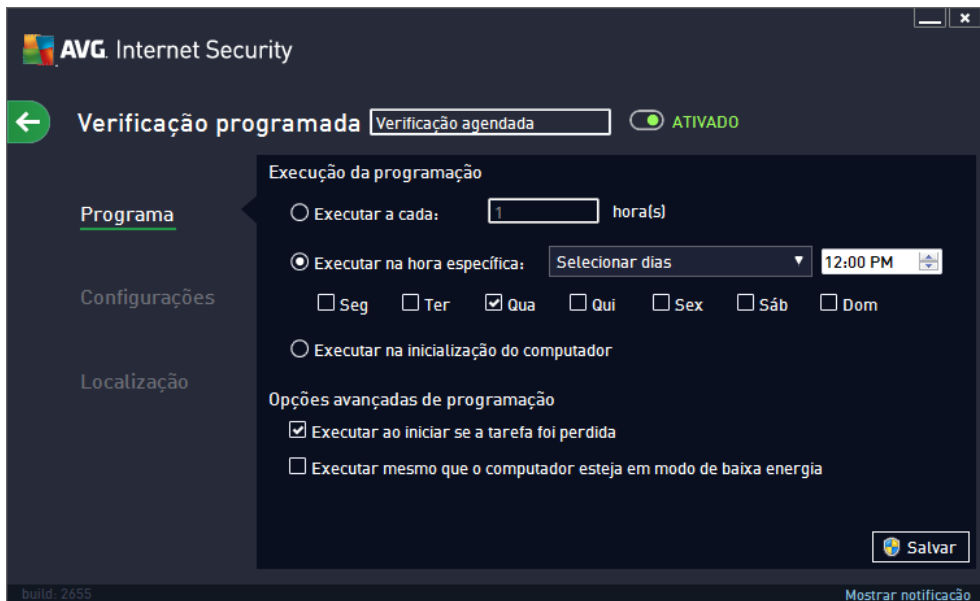 AVG. Internet Security
Verificação programada Verificação agendada ATIVADO
Programa
Configurações
Localização
Execução da programação
Executar a cada: 1 hora(s)
Executar na hora específica: Selecionar dias 12:00 PM
Seg Ter Qua Qui Sex Sáb Dom
Executar na inicialização do computador
Opções avançadas de programação
Executar ao iniciar se a tarefa foi perdida
Executar mesmo que o computador esteja em modo de baixa energia
Salvar
build: 2655 Mostrar notificação